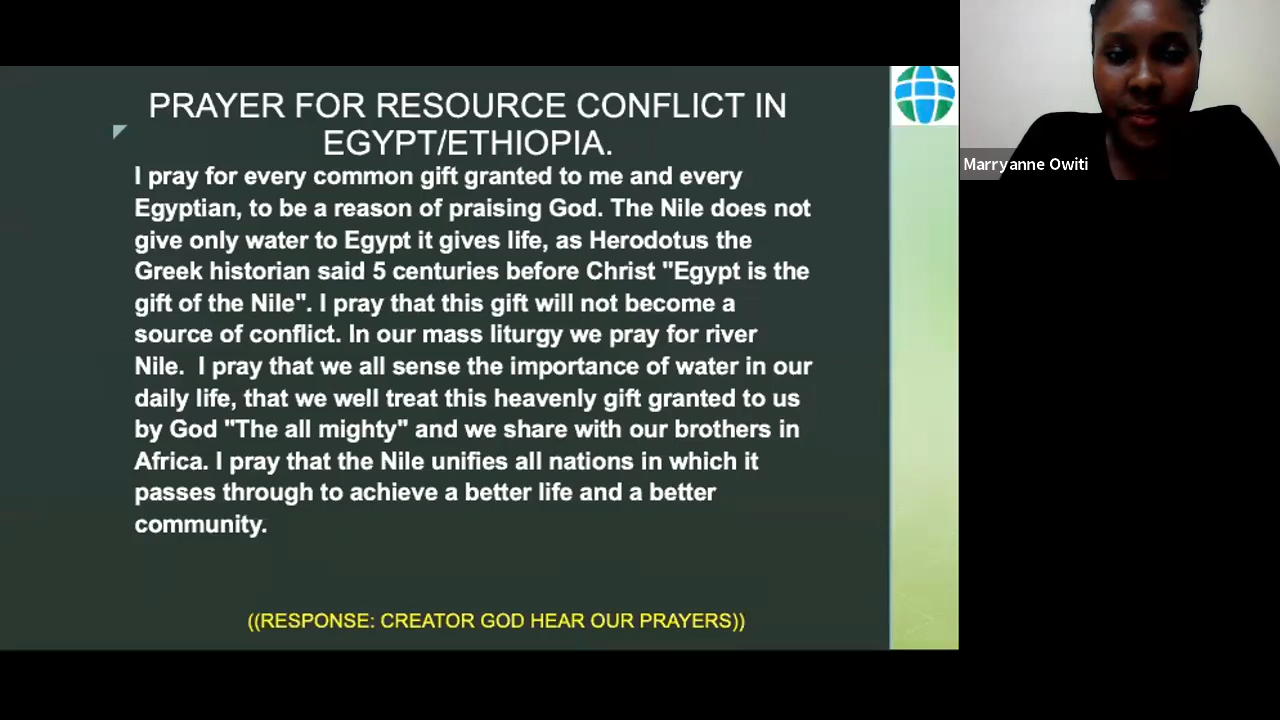 PRAYER FOR RESOURCE CONFLICT IN
EGYPT/ETHIOPIA.
I pray for every common gift granted to me and every
Egyptian, to be a reason of praising God. The Nile does not
give only water to Egypt it gives life, as Herodotus the
Greek historian said 5 centuries before Christ "Egypt is the
gift of the Nile". I pray that this gift will not become a
source of conflict. In our mass liturgy we pray for river
Nile.  I pray that we all sense the importance of water in our
daily life, that we well treat this heavenly gift granted to us
by God "The all mighty" and we share with our brothers in
Africa. I pray that the Nile unifies all nations in which it
passes through to achieve a better life and a better
community.
((RESPONSE: CREATOR GOD HEAR OUR PRAYERS))
Marryanne Owiti